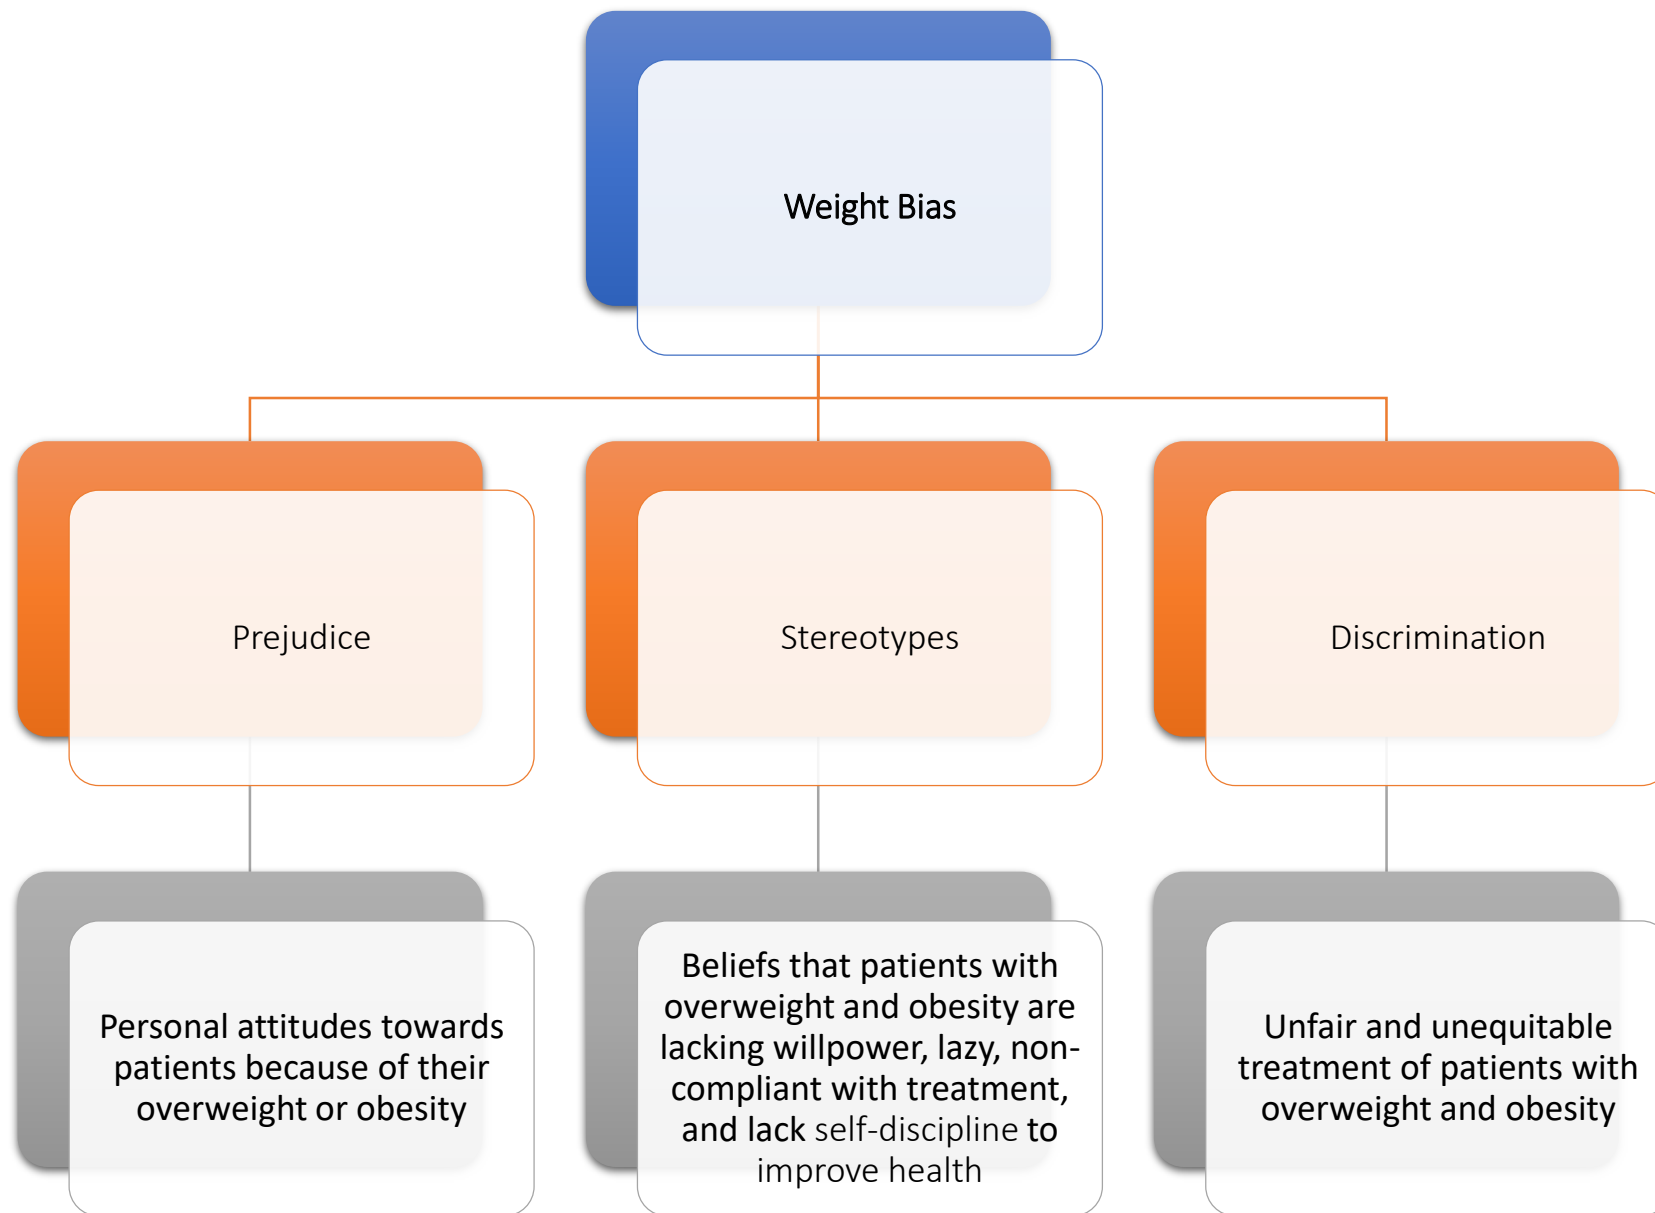 Weight Bias
Prejudice
Stereotypes
Discrimination
Personal attitudes towards
patients because of their
overweight or obesity
Beliefs that patients with
overweight and obesity are
lacking willpower, lazy, non-
compliant with treatment,
and lack self-discipline to
improve health
Unfair and unequitable
treatment of patients with
overweight and obesity